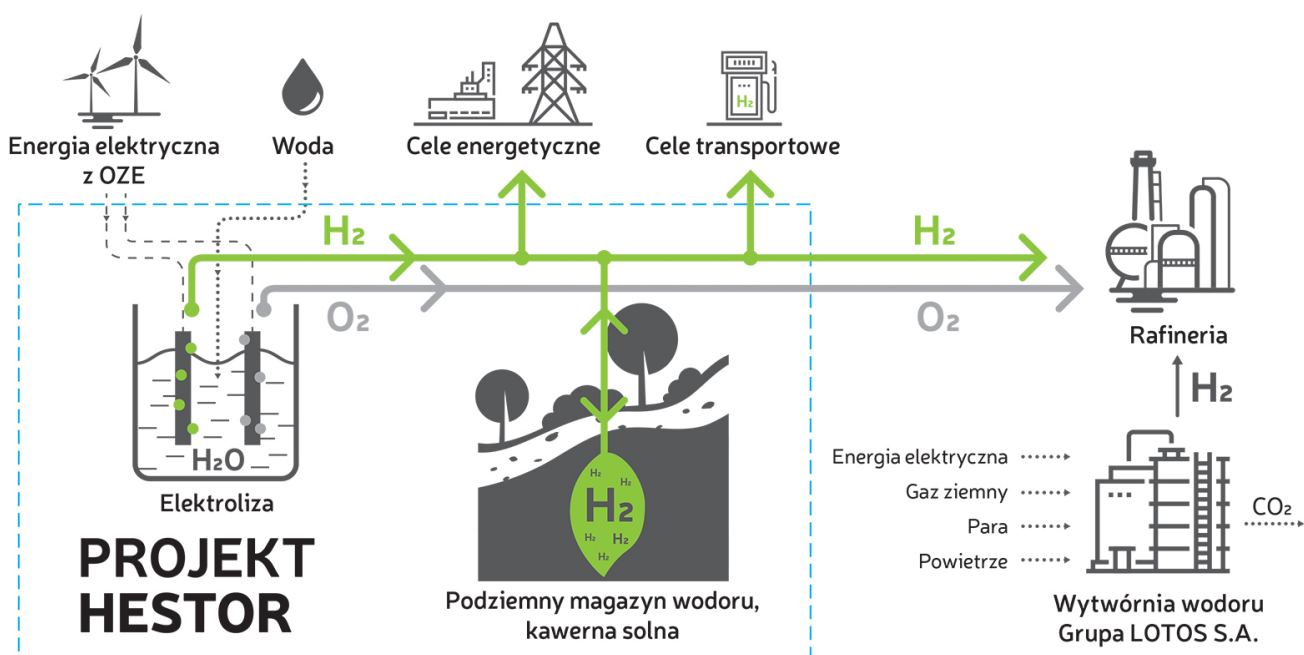 Energia elektryczna
z OZE
Woda
Cele energetyczne
Cele transportowe
H₂
H₂
H₂
O₂
O₂
Rafineria
H₂
H₂O
Elektroliza
H₂
H₂
H₂
H₂
H₂
H₂
Podziemny magazyn wodoru,
kawerna solna
PROJEKT
HESTOR
Energia elektryczna
Gaz ziemny
Para
Powietrze
CO₂
Wytwórnia wodoru
Grupa LOTOS S.A.